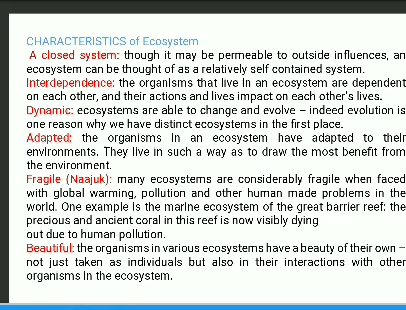 CHARACTERISTICS of Ecosystem
A closed system: though it may be permeable to outside influences, an
ecosystem can be thought of as a relatively self contained system.
Interdependence: the organisms that live in an ecosystem are dependent
on each other, and their actions and lives impact on each other's lives.
Dynamic: ecosystems are able to change and evolve – indeed evolution is
one reason why we have distinct ecosystems in the first place.
Adapted; the organisms in an ecosystem have adapted to their
environments. They live in such a way as to draw the most benefit from
the environment.
Fragile (Naajuk): many ecosystems are considerably fragile when faced
with global warming, pollution and other human made problems in the
world. One example is the marine ecosystem of the great barrier reef: the
precious and ancient coral in this reef is now visibly dying
out due to human pollution.
Beautiful: the organisms in various ecosystems have a beauty of their own –
not just taken as individuals but also in their interactions with other
organisms in the ecosystem.